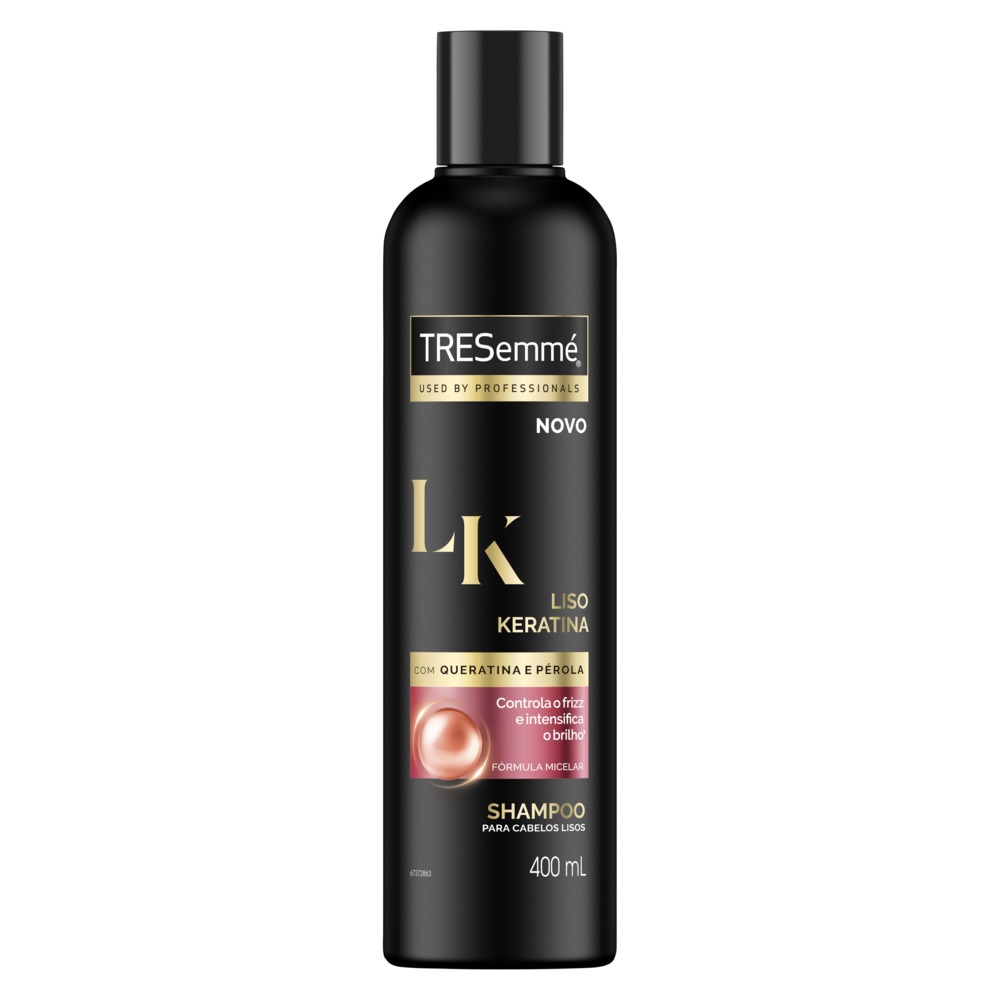 TRESemmé®
USED BY PROFESSIONALS
NOVO
LK
LISO
KERATINA
COM QUERATINA E PÉROLA
Controla o frizz
e intensifica
o brilho*
FÓRMULA MICELAR
SHAMPOO
PARA CABELOS LISOS
67372863
400 mL